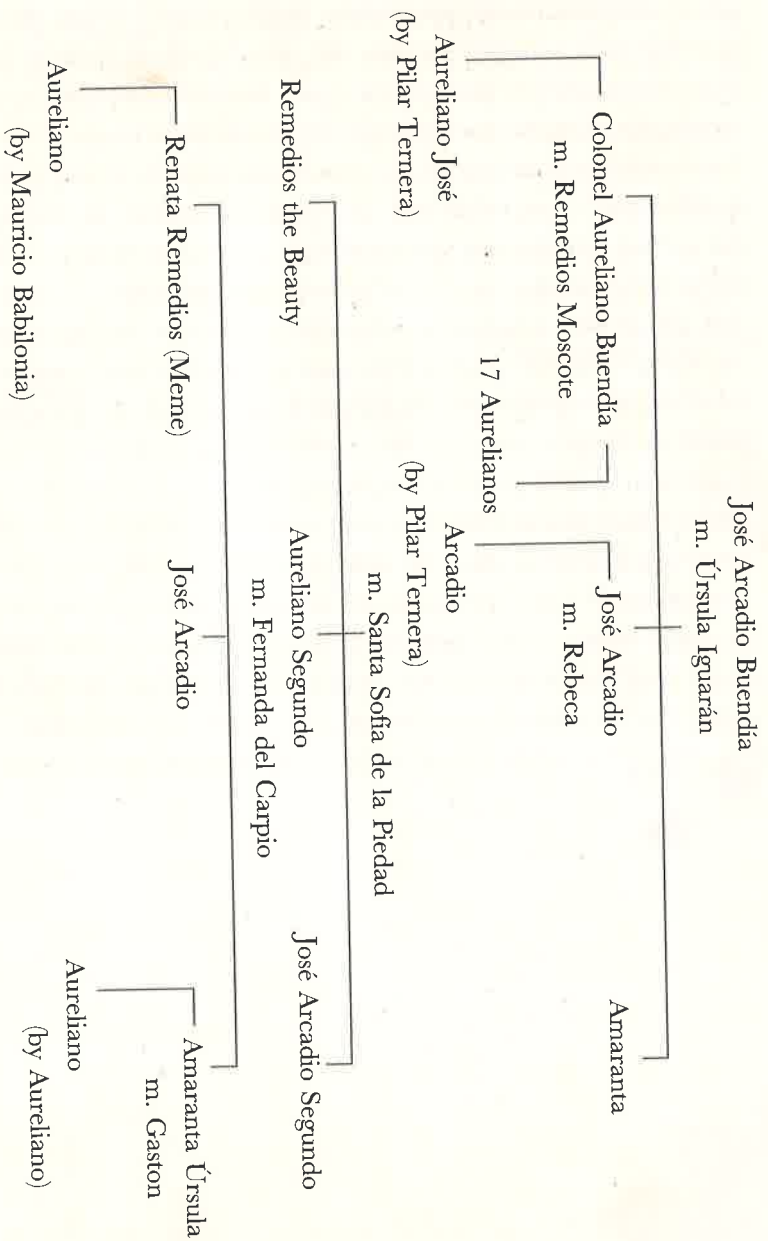 José Arcadio Buendía
m. Úrsula Iguarán
Colonel Aureliano Buendía
m. Remedios Moscote
José Arcadio
m. Rebeca
Amaranta
Aureliano José
(by Pilar Ternera)
17 Aurelianos
Arcadio
(by Pilar Ternera)
m. Santa Sofía de la Piedad
Remedios the Beauty
Aureliano Segundo
m. Fernanda del Carpio
José Arcadio Segundo
Renata Remedios (Meme)
José Arcadio
Amaranta Úrsula
m. Gaston
Aureliano
(by Mauricio Babilonia)
Aureliano
(by Aureliano)